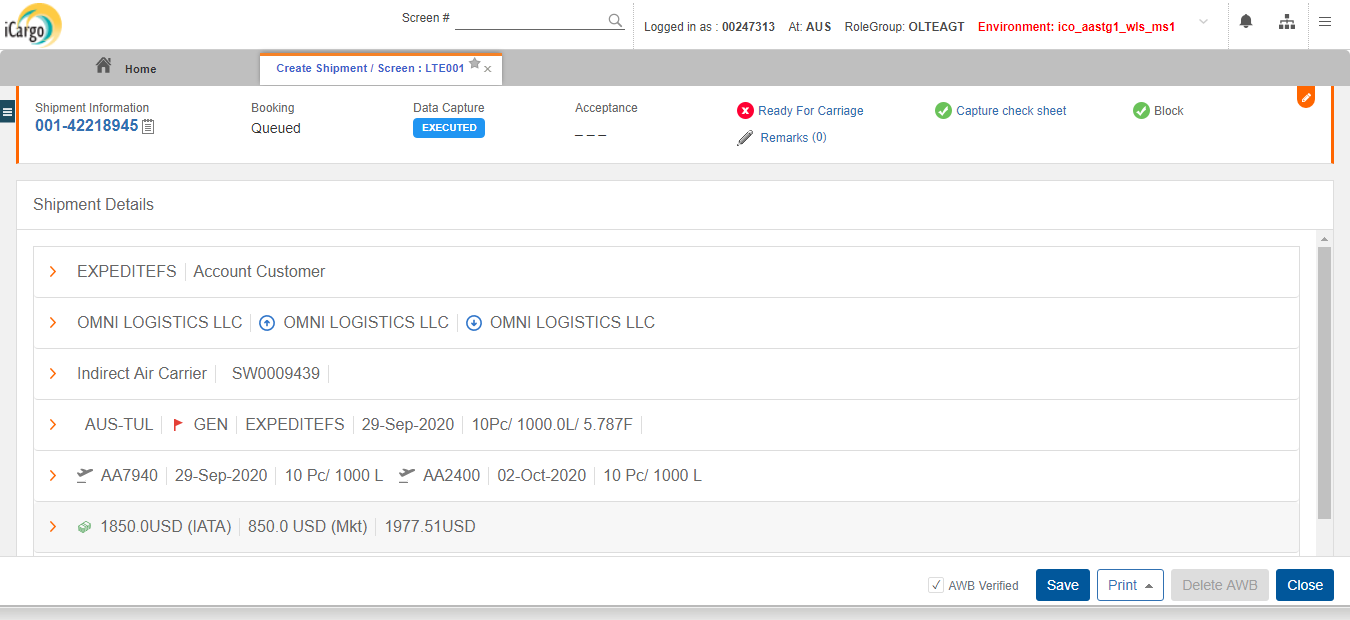 iCargo
Screen #
Logged in as : 00247313 At: AUS RoleGroup: OLTEAGT Environment: ico_aastg1_wls_ms1
Home
Create Shipment / Screen : LTE001
Shipment Information Booking Data Capture Acceptance Ready For Carriage Capture check sheet Block
001-42218945 Queued EXECUTED _ _ _ Remarks (0)
Shipment Details
EXPEDITEFS Account Customer
OMNI LOGISTICS LLC OMNI LOGISTICS LLC OMNI LOGISTICS LLC
Indirect Air Carrier SW0009439
AUS-TUL GEN EXPEDITEFS 29-Sep-2020 10Pc/ 1000.0L/ 5.787F
AA7940 29-Sep-2020 10 Pc/ 1000 L AA2400 02-Oct-2020 10 Pc/ 1000 L
1850.0USD (IATA) 850.0 USD (Mkt) 1977.51USD
AWB Verified Save Print Delete AWB Close